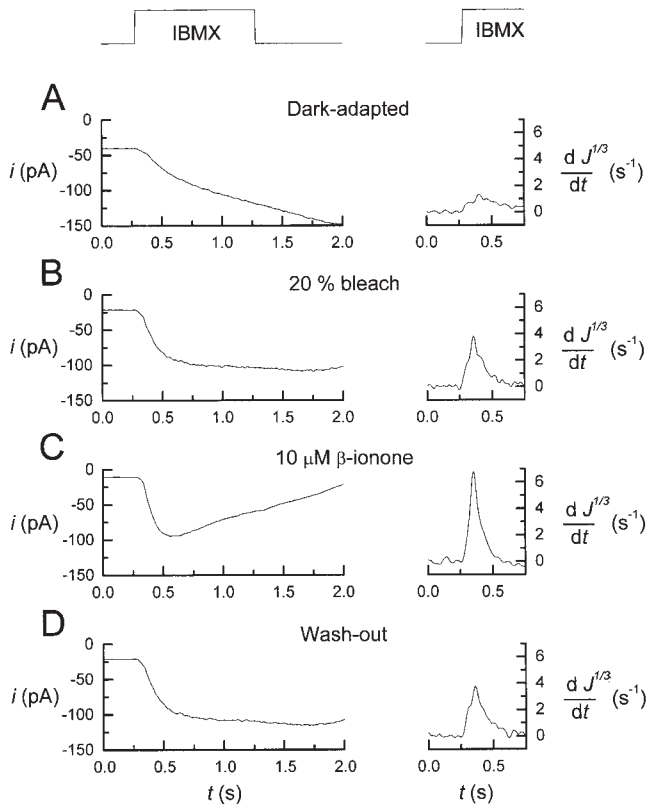 IBMX IBMX
A Dark-adapted
0 6
-50 4
i (pA) d J^1/3 / dt (s^-1)
-100 2
-150 0
0.0 0.5 1.0 1.5 2.0 0.0 0.5
B 20 % bleach
0 6
-50 4
i (pA) d J^1/3 / dt (s^-1)
-100 2
-150 0
0.0 0.5 1.0 1.5 2.0 0.0 0.5
C 10 μM β-ionone
0 6
-50 4
i (pA) d J^1/3 / dt (s^-1)
-100 2
-150 0
0.0 0.5 1.0 1.5 2.0 0.0 0.5
D Wash-out
0 6
-50 4
i (pA) d J^1/3 / dt (s^-1)
-100 2
-150 0
0.0 0.5 1.0 1.5 2.0 0.0 0.5
t (s) t (s)